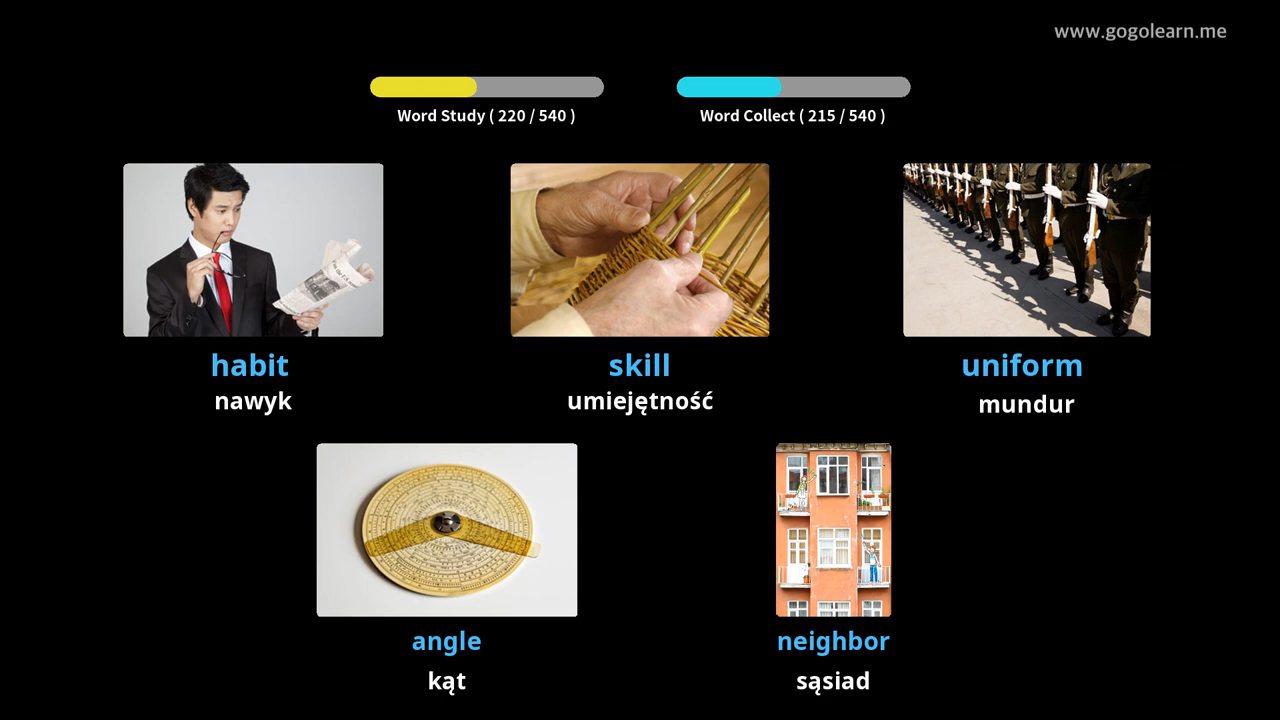 www.gogolearn.me
Word Study ( 220 / 540 )
Word Collect ( 215 / 540 )
habit
nawyk
skill
umiejętność
uniform
mundur
angle
kąt
neighbor
sąsiad